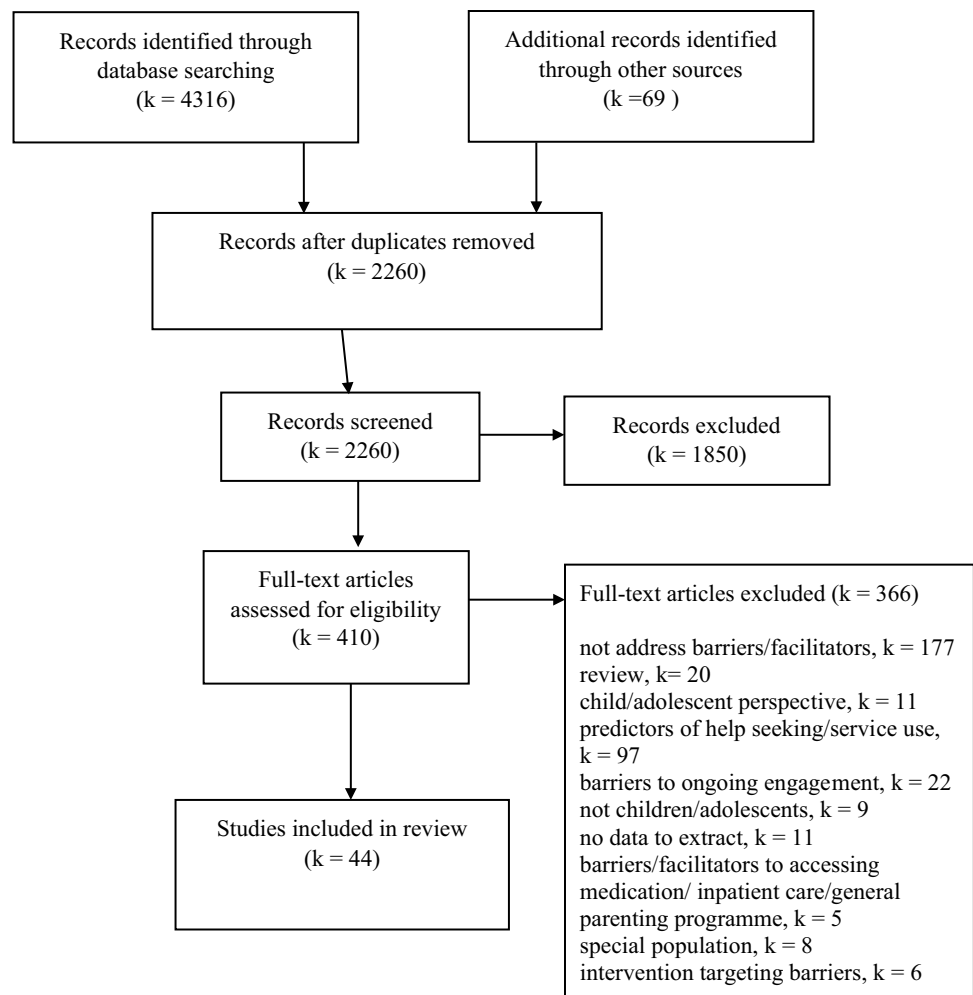 Records identified through
database searching
(k = 4316)
Additional records identified
through other sources
(k =69 )
Records after duplicates removed
(k = 2260)
Records screened
(k = 2260)
Records excluded
(k = 1850)
Full-text articles
assessed for eligibility
(k = 410)
Full-text articles excluded (k = 366)
not address barriers/facilitators, k = 177
review, k= 20
child/adolescent perspective, k = 11
predictors of help seeking/service use,
k = 97
barriers to ongoing engagement, k = 22
not children/adolescents, k = 9
no data to extract, k = 11
barriers/facilitators to accessing
medication/ inpatient care/general
parenting programme, k = 5
special population, k = 8
intervention targeting barriers, k = 6
Studies included in review
(k = 44)